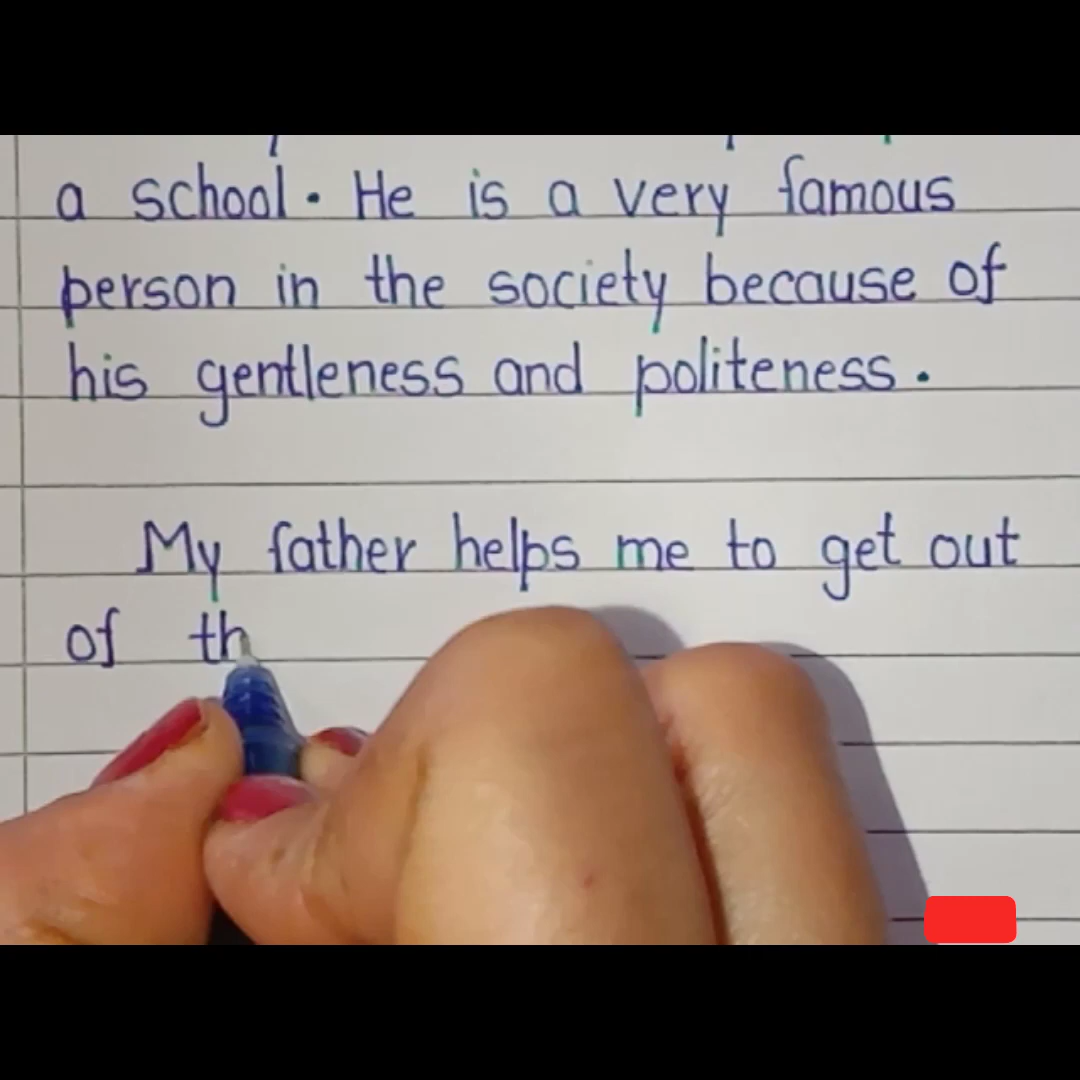 a school. He is a very famous
person in the society because of
his gentleness and politeness.
My father helps me to get out
of th